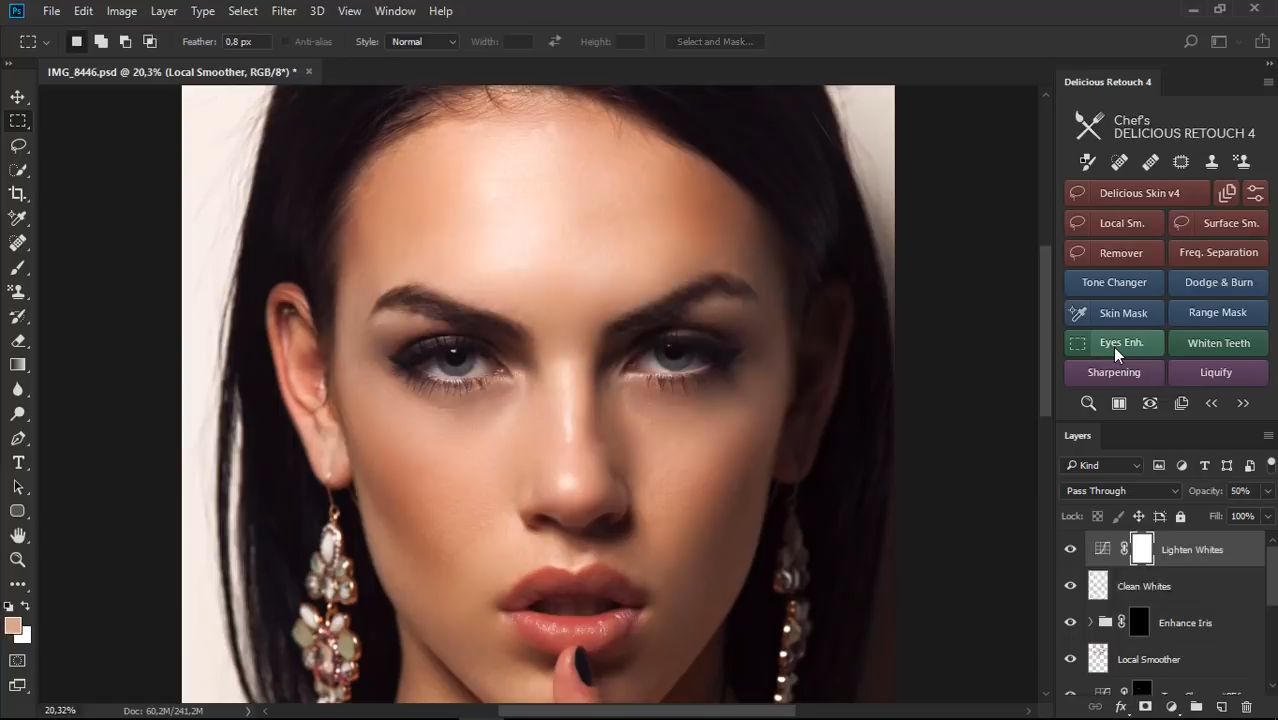 Ps File Edit Image Layer Type Select Filter 3D View Window Help
Feather: 0,8 px Anti-alias Style: Normal Width: Height: Select and Mask...
IMG_8446.psd @ 20,3% (Local Smoother, RGB/8*) *
Delicious Retouch 4
Chef's
DELICIOUS RETOUCH 4
Delicious Skin v4
Local Sm. Surface Sm.
Remover Freq. Separation
Tone Changer Dodge & Burn
Skin Mask Range Mask
Eyes Enh. Whiten Teeth
Sharpening Liquify
Layers
Kind
Pass Through Opacity: 50%
Lock: Fill: 100%
Lighten Whites
Clean Whites
Enhance Iris
Local Smoother
20,32% Doc: 60,2M/241,2M